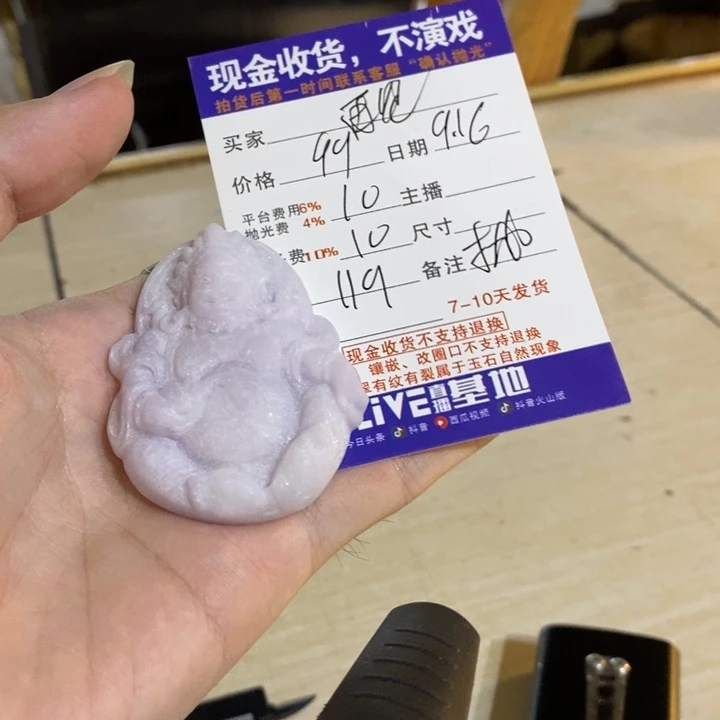 现金收货，不演戏
拍货后第一时间联系客服“确认抛光”
买家
价格 99 日期 9.16
平台费用6% 10 主播
抛光费 4%
费10% 10 尺寸
119 备注
7-10天发货
现金收货不支持退换
镶嵌、改圈口不支持退换
有纹有裂属于玉石自然现象
LIVE直播基地
今日头条 抖音 西瓜视频 抖音火山版